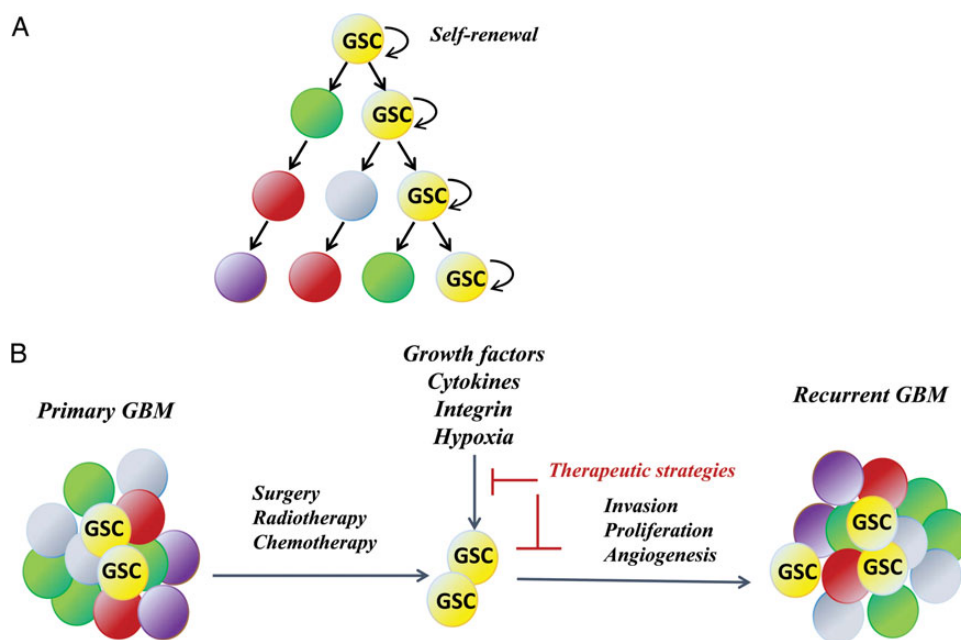 A
GSC
Self-renewal
GSC
GSC
GSC
B
Primary GBM
GSC
GSC
Surgery
Radiotherapy
Chemotherapy
Growth factors
Cytokines
Integrin
Hypoxia
Therapeutic strategies
Invasion
Proliferation
Angiogenesis
GSC
GSC
Recurrent GBM
GSC
GSC
GSC